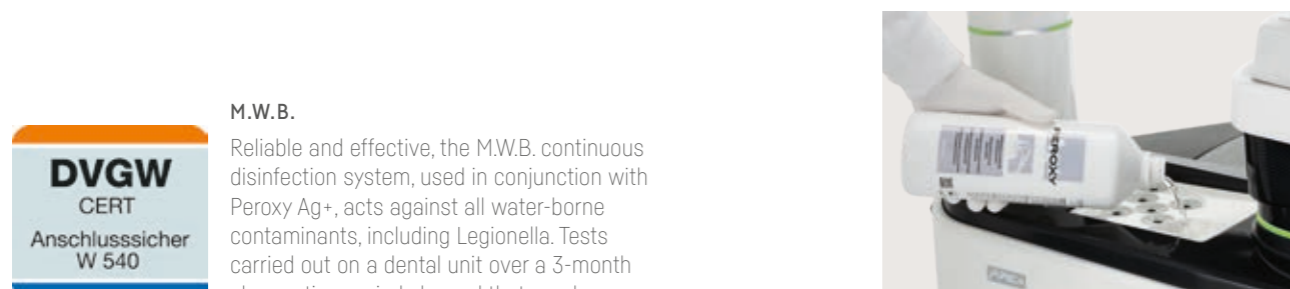 M.W.B.
Reliable and effective, the M.W.B. continuous
disinfection system, used in conjunction with
Peroxy Ag+, acts against all water-borne
contaminants, including Legionella. Tests
carried out on a dental unit over a 3-month
DVGW
CERT
Anschlusssicher
W 540
PEROXY